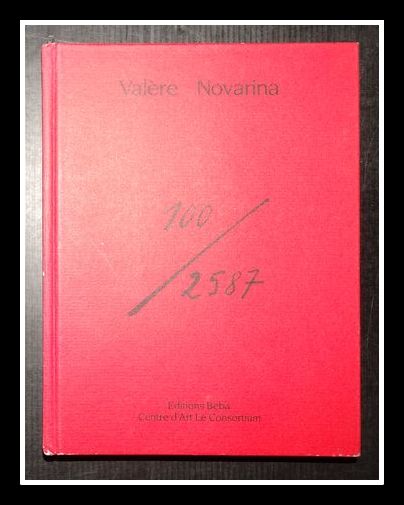 Valère Novarina
100
/
2587
Editions Beba
Centre d'Art Le Consortium